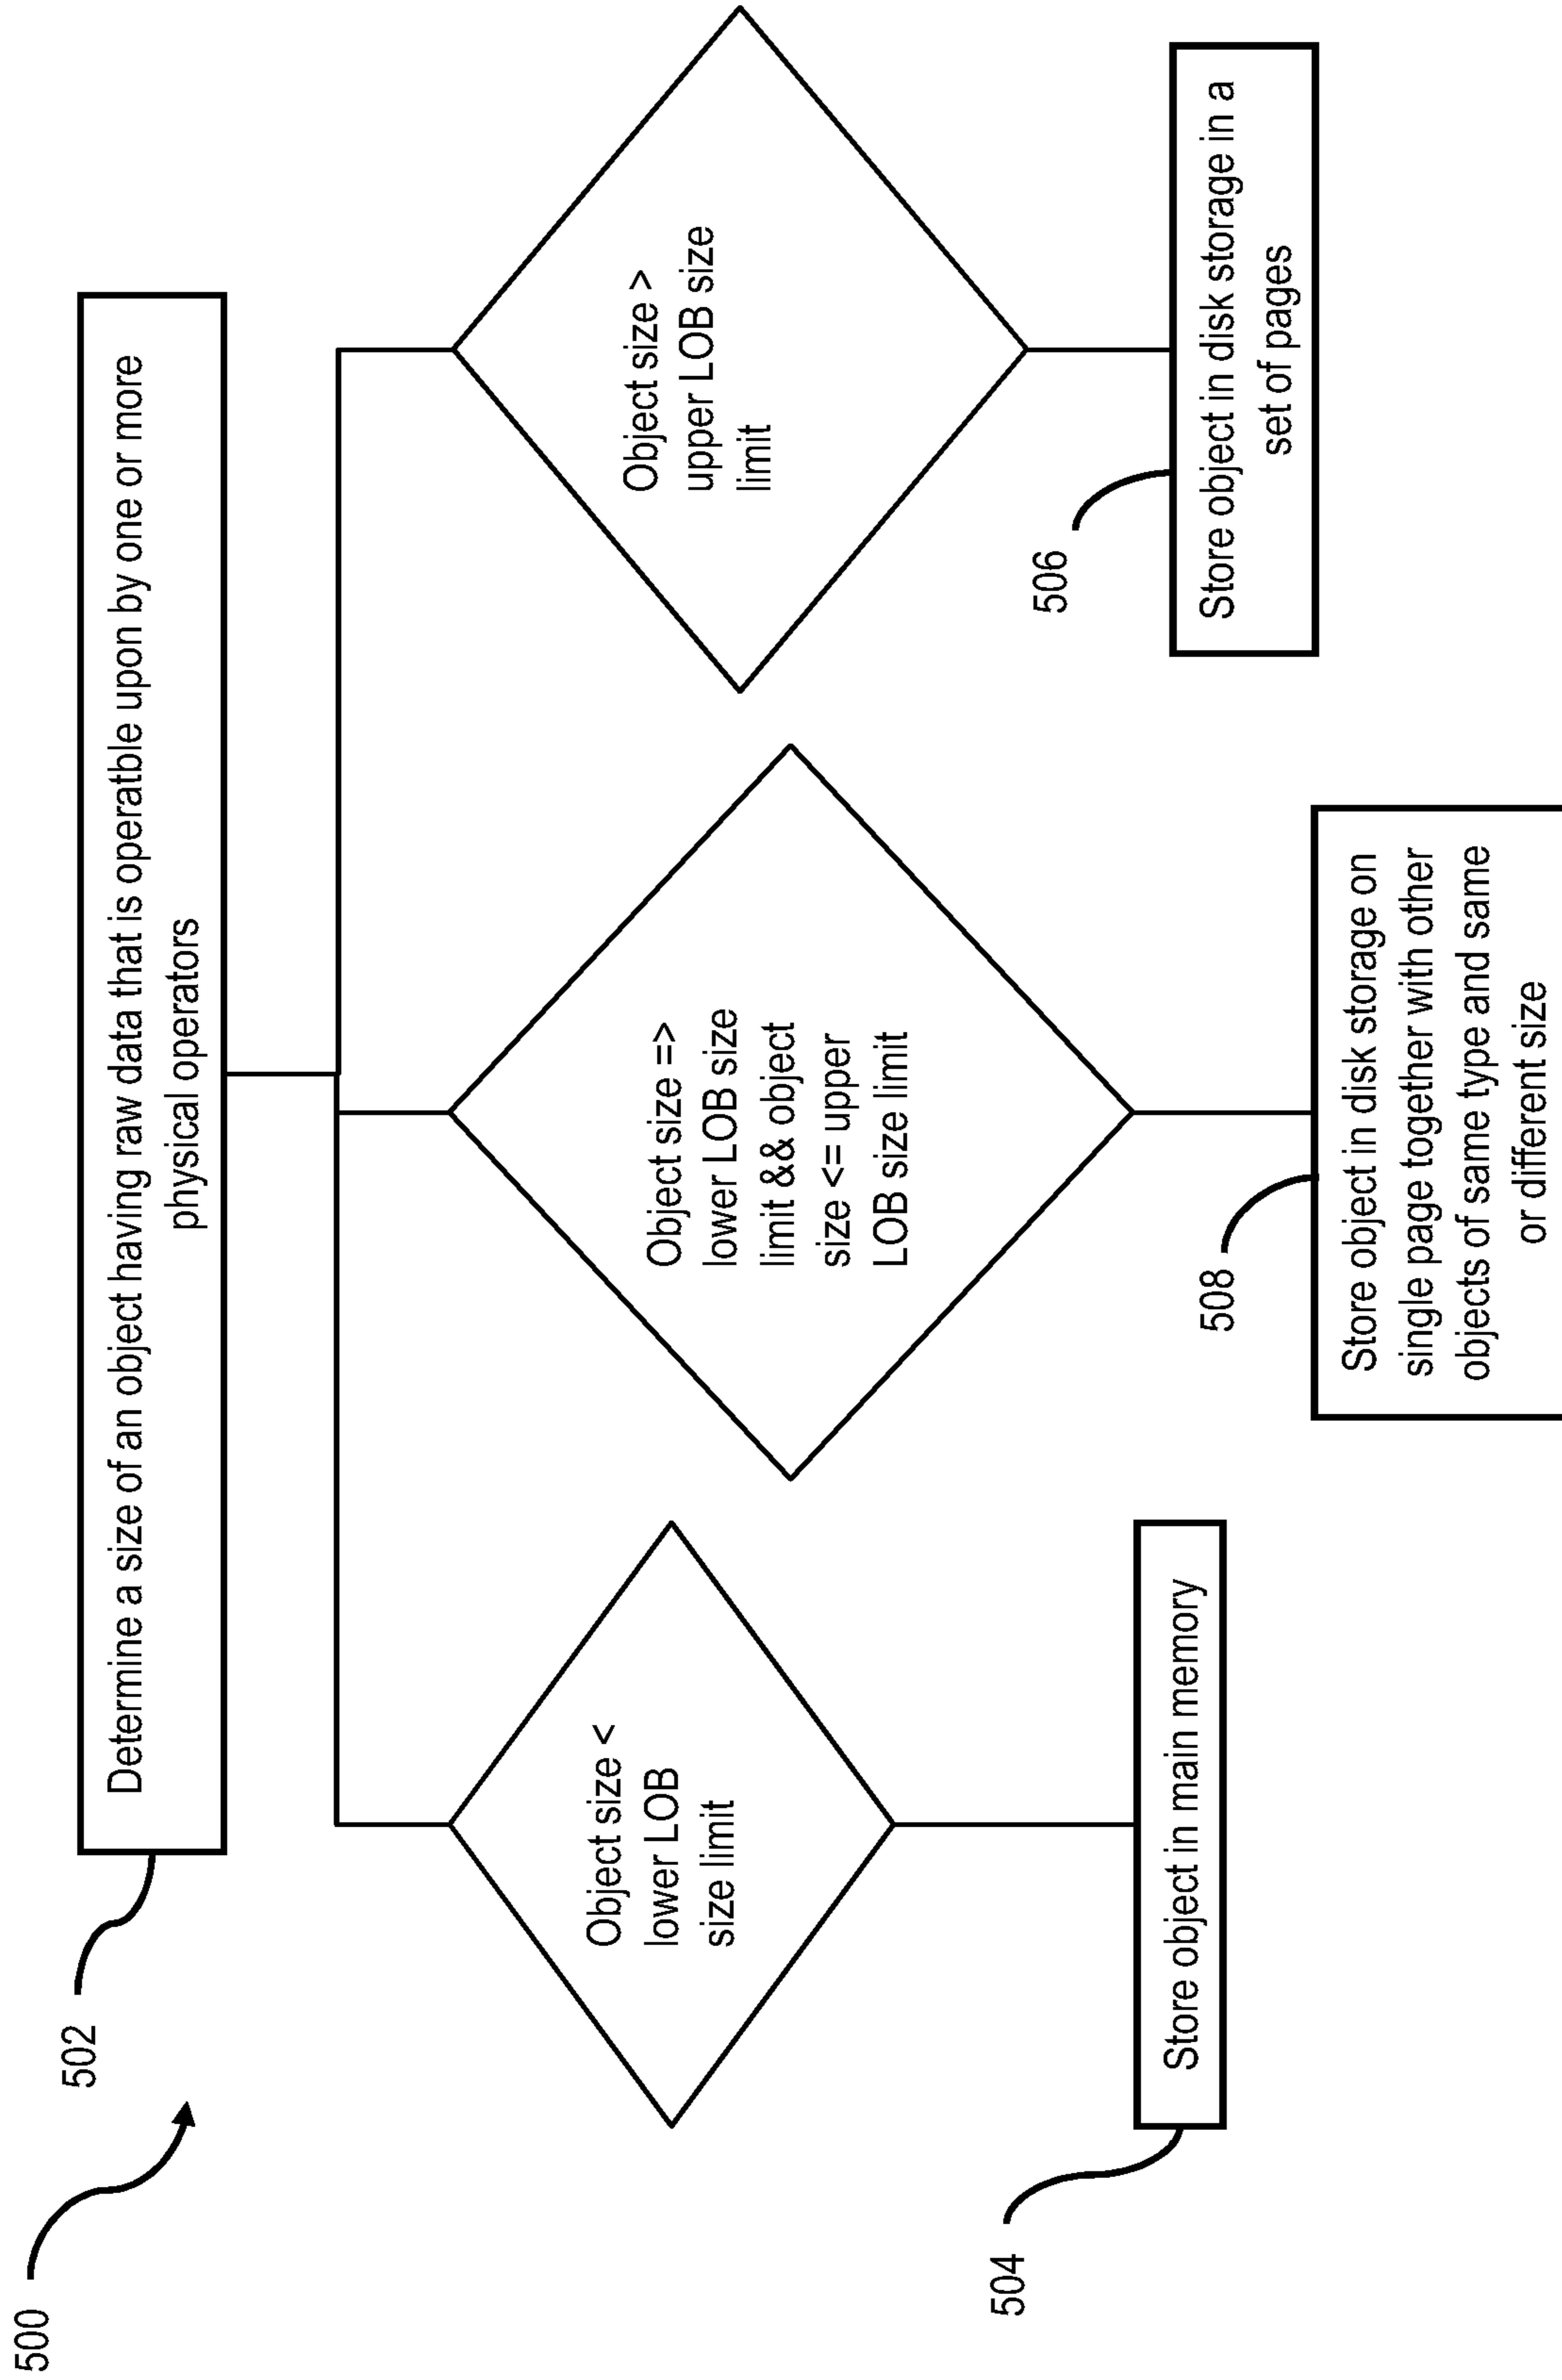 500
502
Determine a size of an object having raw data that is operatble upon by one or more
physical operators
Object size <
lower LOB
size limit
Object size =>
lower LOB size
limit && object
size <= upper
LOB size limit
Object size >
upper LOB size
limit
504
Store object in main memory
508
Store object in disk storage on
single page together with other
objects of same type and same
or different size
506
Store object in disk storage in a
set of pages